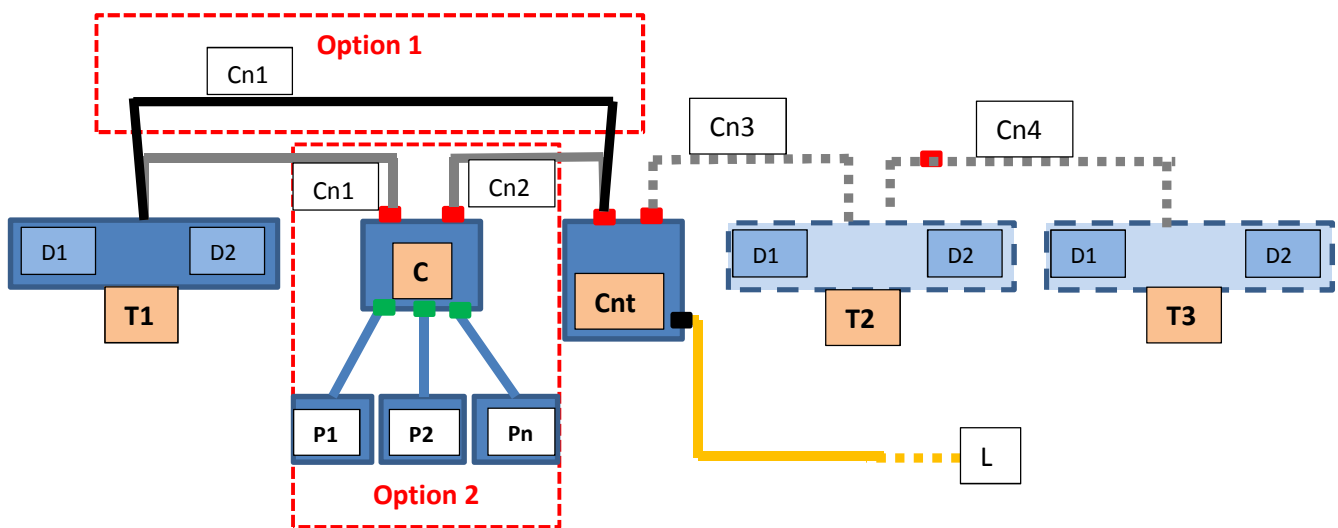 Option 1
Cn1
Cn3
Cn4
Cn1
Cn2
D1
D2
T1
C
Cnt
D1
D2
T2
D1
D2
T3
P1
P2
Pn
L
Option 2